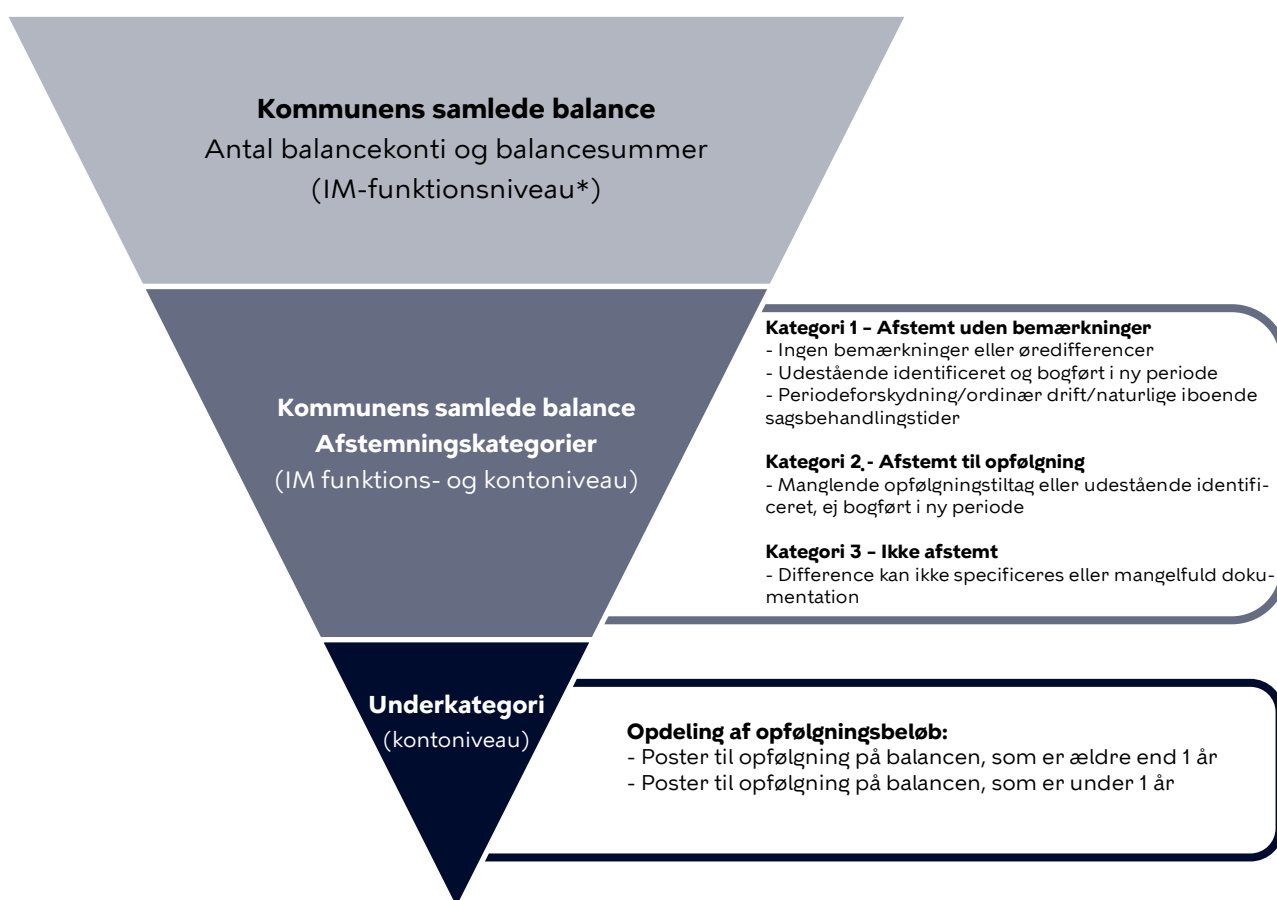 Kommunens samlede balance
Antal balancekonti og balancesummer
(IM-funktionsniveau*)
Kommunens samlede balance
Afstemningskategorier
(IM funktions- og kontoniveau)
Kategori 1 – Afstemt uden bemærkninger
- Ingen bemærkninger eller øredifferencer
- Udestående identificeret og bogført i ny periode
- Periodeforskydning/ordinær drift/naturlige iboende
sagsbehandlingstider
Kategori 2 - Afstemt til opfølgning
- Manglende opfølgningstiltag eller udestående identifi-
ceret, ej bogført i ny periode
Kategori 3 – Ikke afstemt
- Difference kan ikke specificeres eller mangelfuld doku-
mentation
Underkategori
(kontoniveau)
Opdeling af opfølgningsbeløb:
- Poster til opfølgning på balancen, som er ældre end 1 år
- Poster til opfølgning på balancen, som er under 1 år